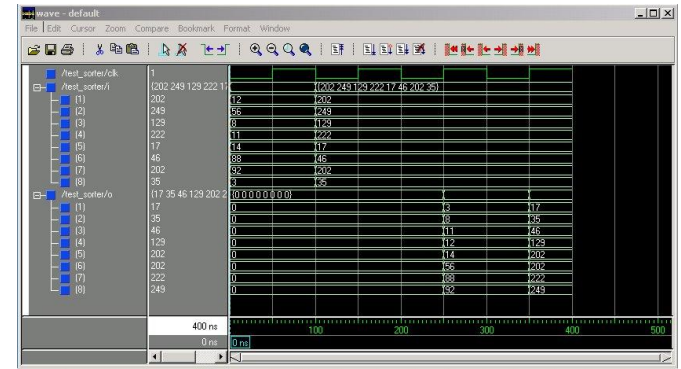 wave - default
File Edit Cursor Zoom Compare Bookmark Format Window
/test_sorter/clk 1
/test_sorter/i {202 249 129 222 17 {202 249 129 222 17 46 202 35}
(1) 202 12 202
(2) 249 56 249
(3) 129 8 129
(4) 222 11 222
(5) 17 14 17
(6) 46 88 46
(7) 202 92 202
(8) 35 3 35
/test_sorter/o {17 35 46 129 202 2 {0 0 0 0 0 0 0 0}
(1) 17 0 3 17
(2) 35 0 8 35
(3) 46 0 11 46
(4) 129 0 12 129
(5) 202 0 14 202
(6) 202 0 56 202
(7) 222 0 88 222
(8) 249 0 92 249
400 ns 100 200 300 400 500
0 ns 0 ns